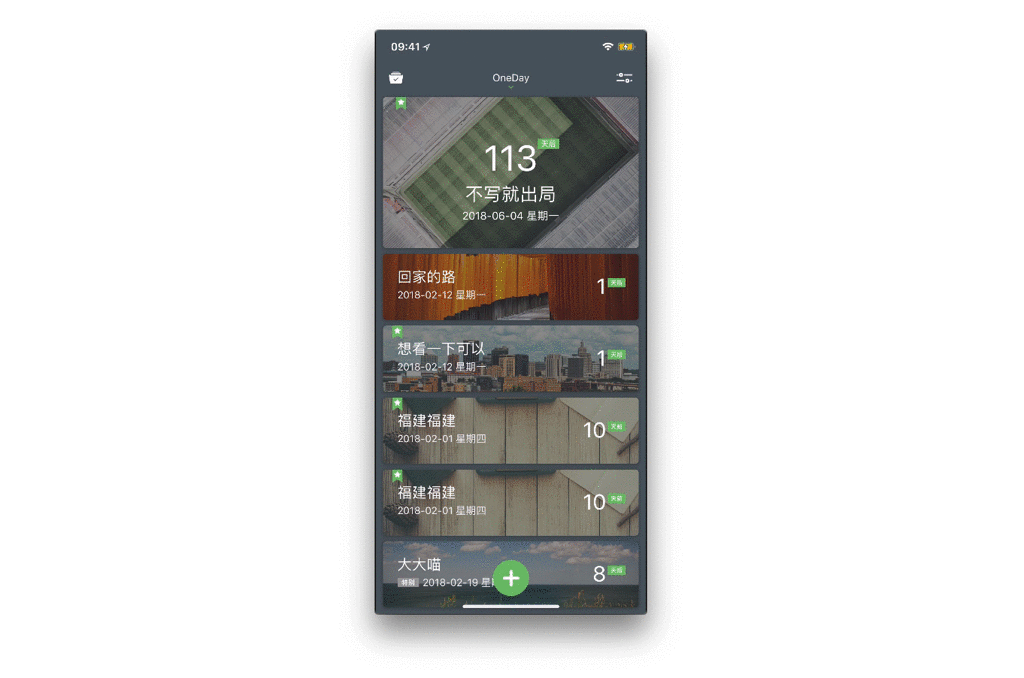 09:41
OneDay
113 天后
不写就出局
2018-06-04 星期一
回家的路
2018-02-12 星期一
1 天前
想看一下可以
2018-02-12 星期一
1 天前
福建福建
2018-02-01 星期四
10 天前
福建福建
2018-02-01 星期四
10 天前
大大喵
2018-02-19 星
8 天后